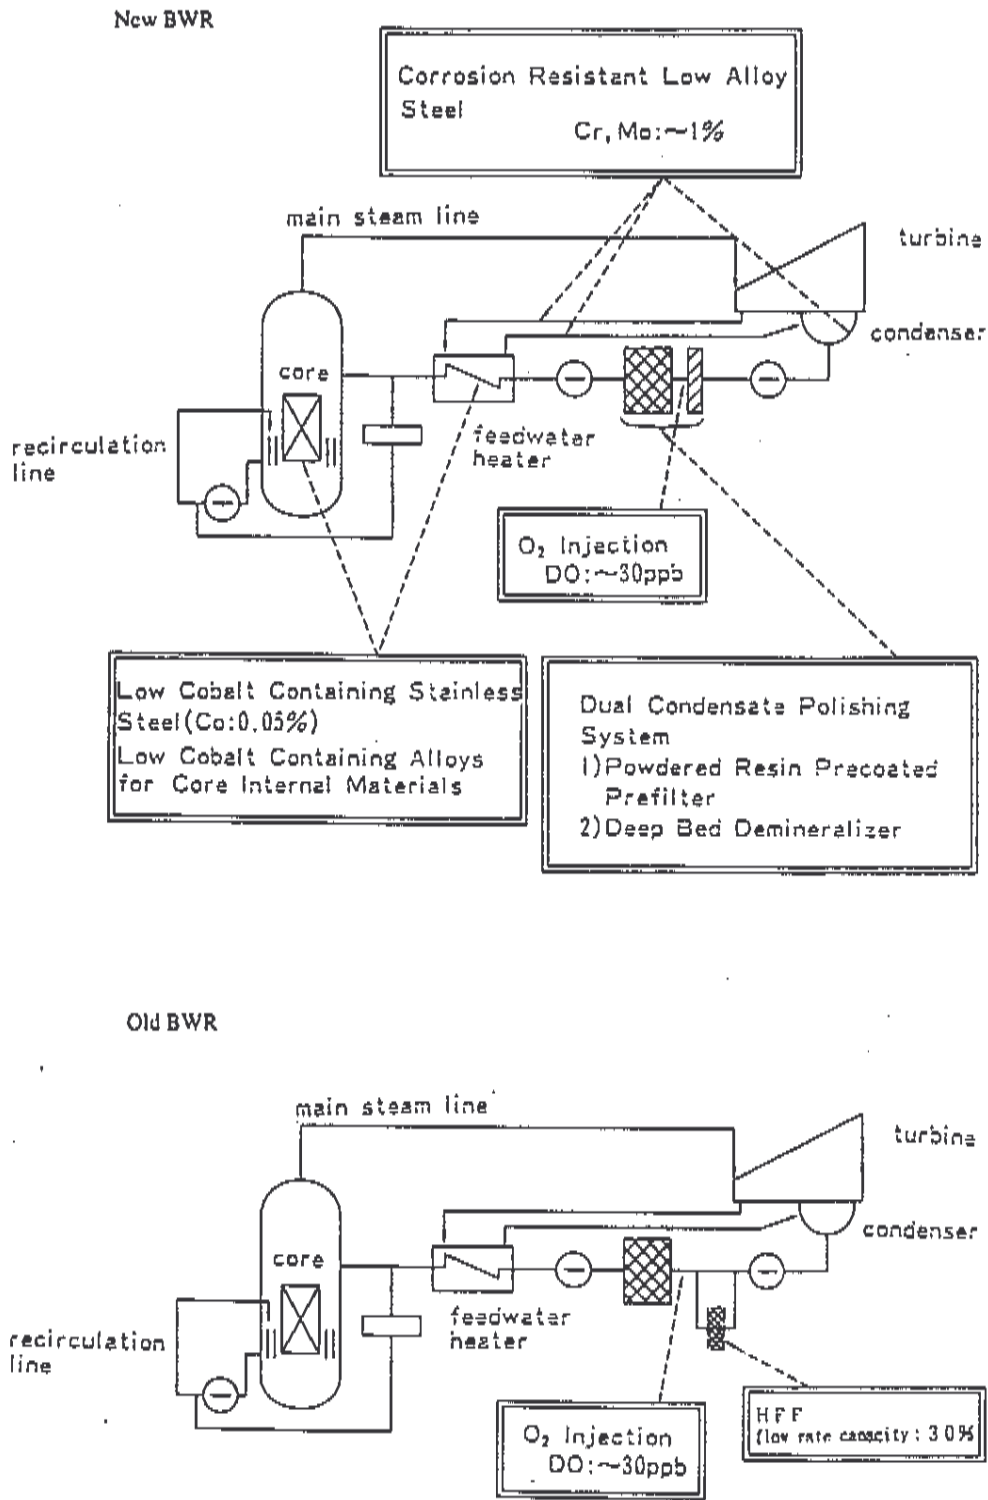 New BWR
Corrosion Resistant Low Alloy
Steel
Cr, Mo:~1%
main steam line
turbine
condenser
core
recirculation
line
feedwater
heater
O₂ Injection
DO:~30ppb
Low Cobalt Containing Stainless
Steel(Co:0.05%)
Low Cobalt Containing Alloys
for Core Internal Materials
Dual Condensate Polishing
System
1)Powdered Resin Precoated
Prefilter
2)Deep Bed Demineralizer
Old BWR
main steam line
turbine
condenser
core
recirculation
line
feedwater
heater
O₂ Injection
DO:~30ppb
HFF
flow rate capacity: 30%